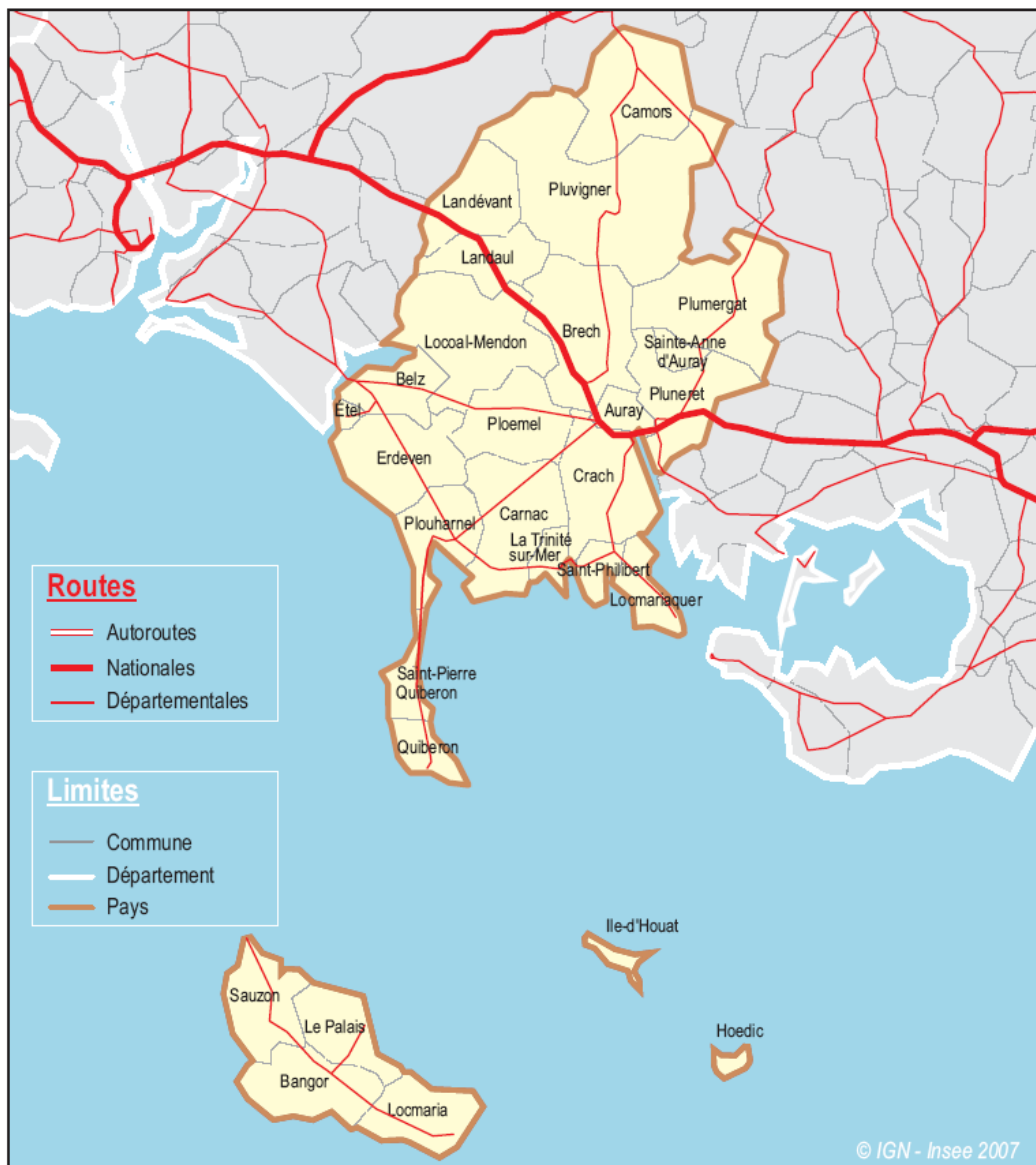 Camors
Pluvigner
Landévant
Landaul
Plumergat
Brech
Locoal-Mendon
Sainte-Anne
d'Auray
Belz
Pluneret
Étel
Auray
Ploemel
Erdeven
Crach
Plouharnel
Carnac
La Trinité
sur-Mer
Saint-Philibert
Locmariaquer
Routes
Autoroutes
Nationales
Départementales
Saint-Pierre
Quiberon
Quiberon
Limites
Commune
Département
Pays
Ile-d'Houat
Sauzon
Le Palais
Hoedic
Bangor
Locmaria
© IGN - Insee 2007